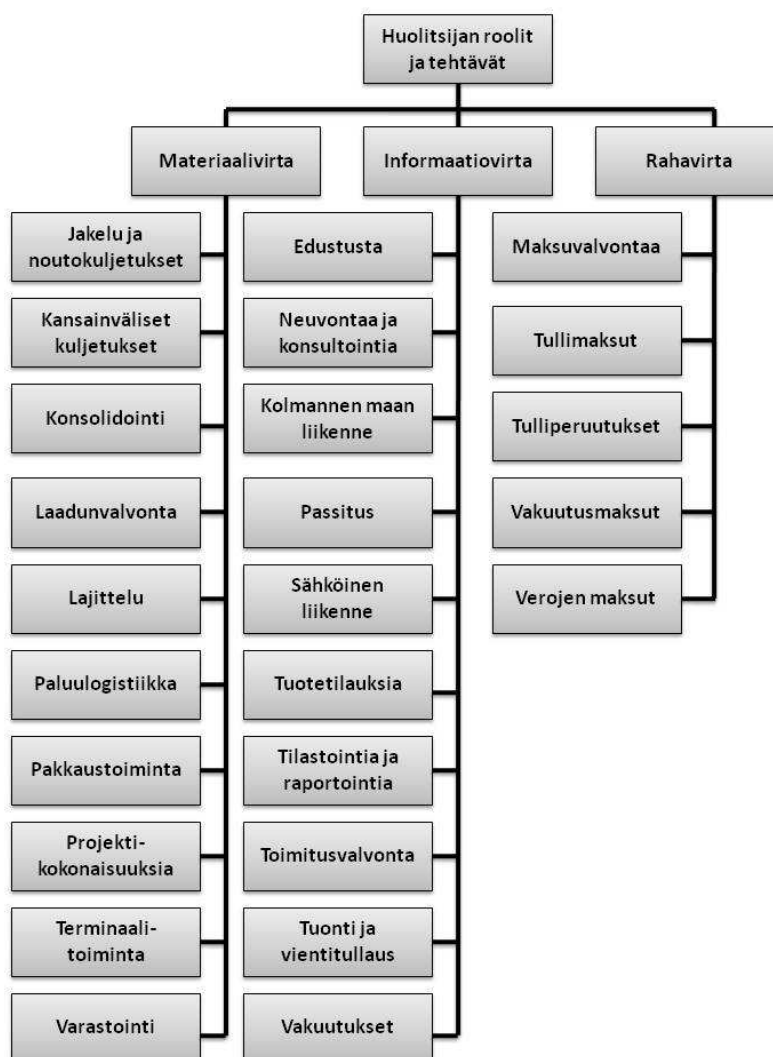 Huolitsijan roolit
ja tehtävät
Materiaalivirta
Informaatiovirta
Rahavirta
Jakelu ja
noutokuljetukset
Kansainväliset
kuljetukset
Konsolidointi
Laadunvalvonta
Lajittelu
Paluulogistiikka
Pakkaustoiminta
Projekti-
kokonaisuuksia
Terminaali-
toiminta
Varastointi
Edustusta
Neuvontaa ja
konsultointia
Kolmannen maan
liikenne
Passitus
Sähköinen
liikenne
Tuotetilauksia
Tilastointia ja
raportointia
Toimitusvalvonta
Tuonti ja
vientitullaus
Vakuutukset
Maksuvalvontaa
Tullimaksut
Tulliperuutukset
Vakuutusmaksut
Verojen maksut